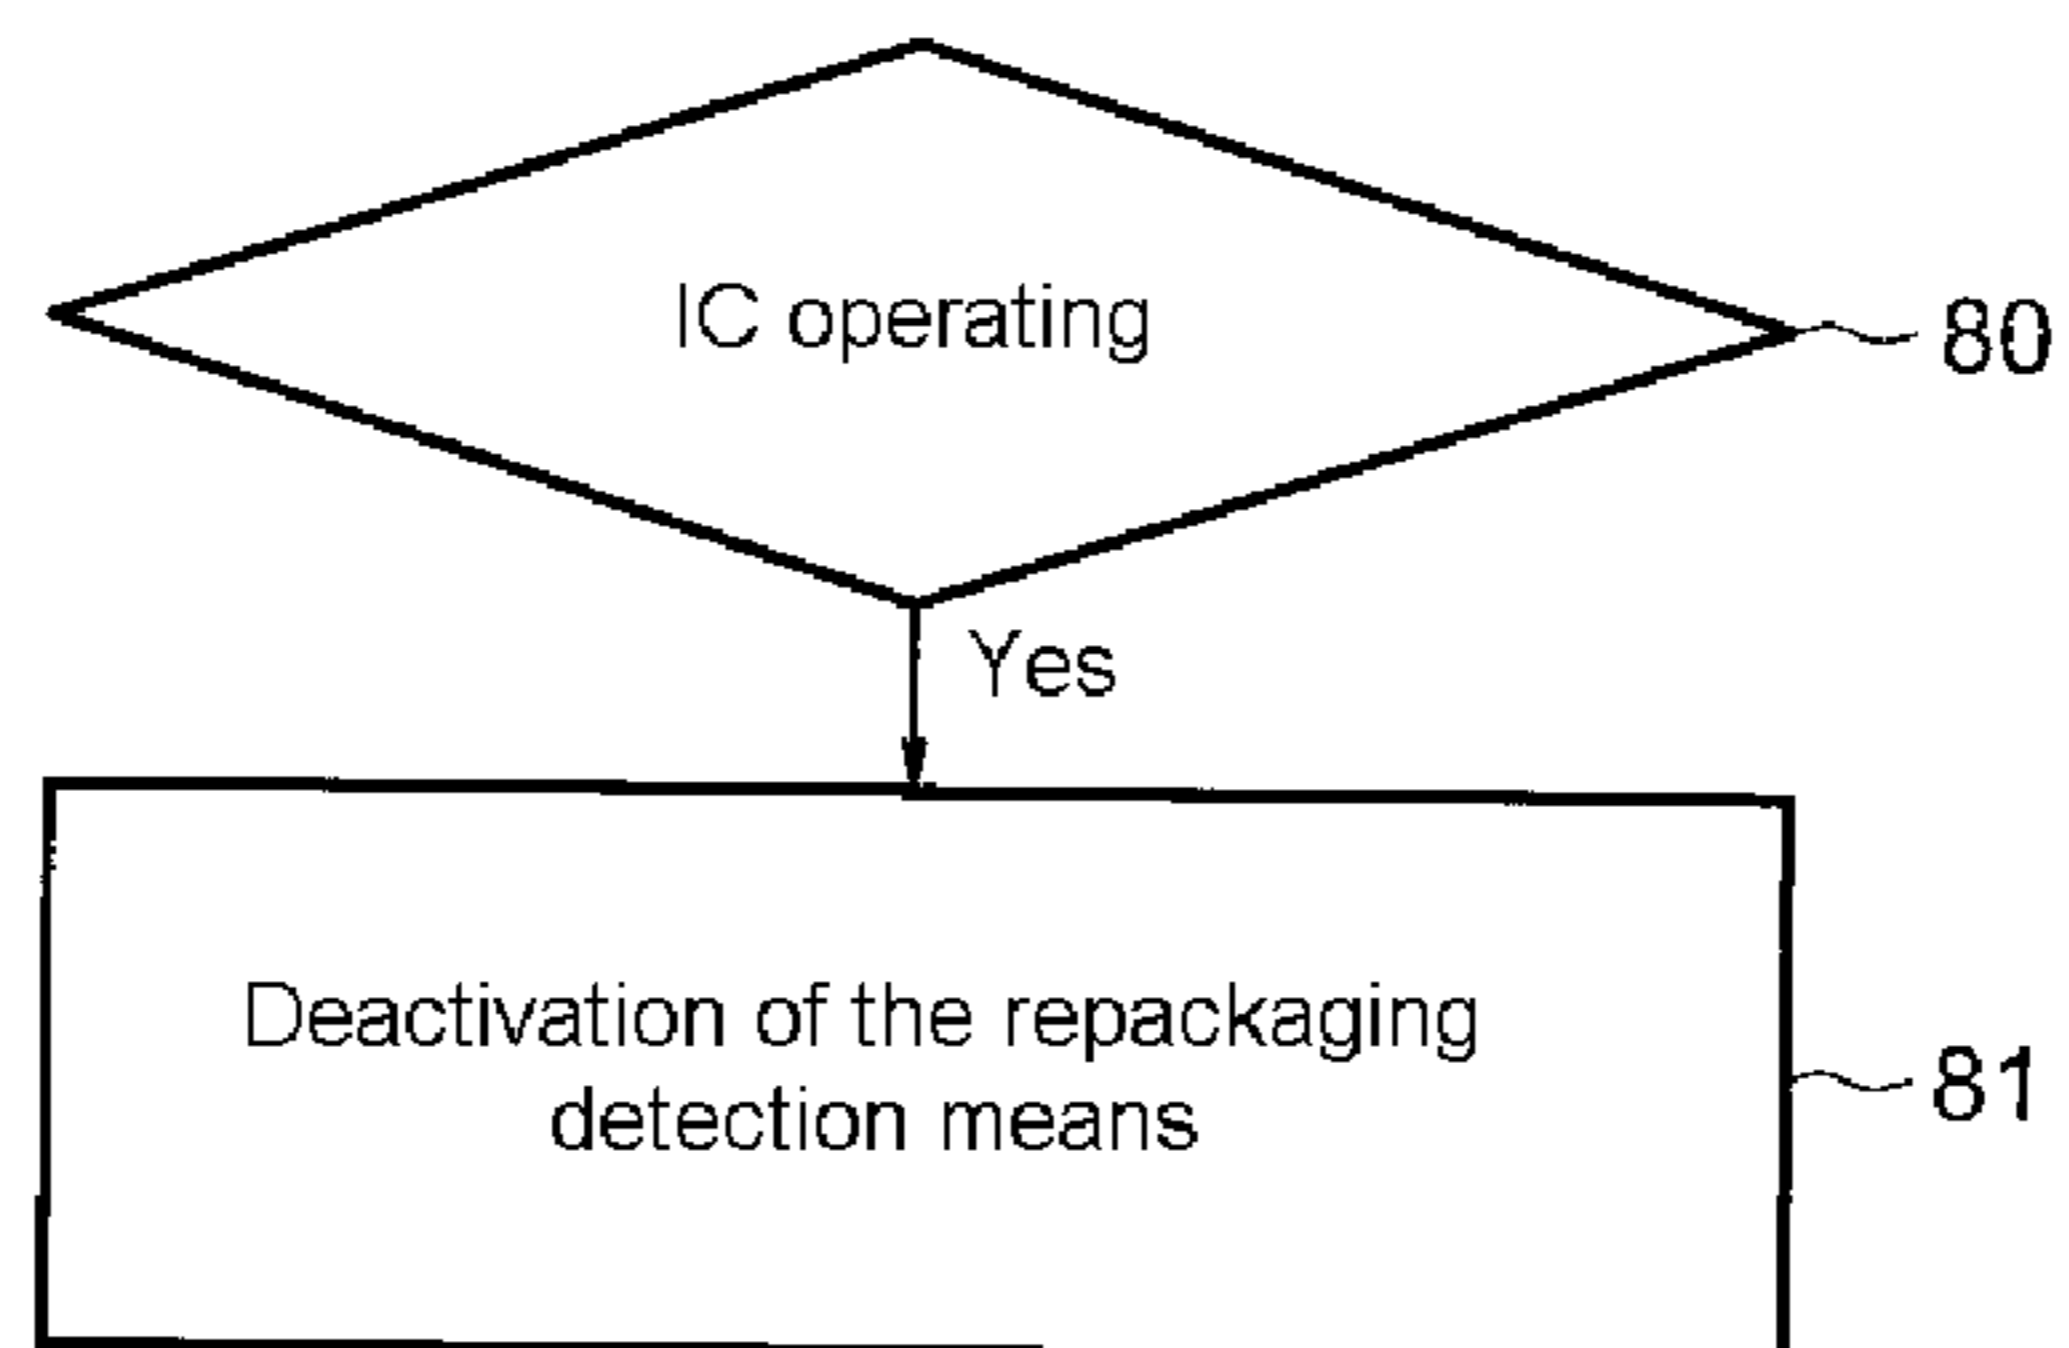 IC operating
80
Yes
Deactivation of the repackaging
detection means
81